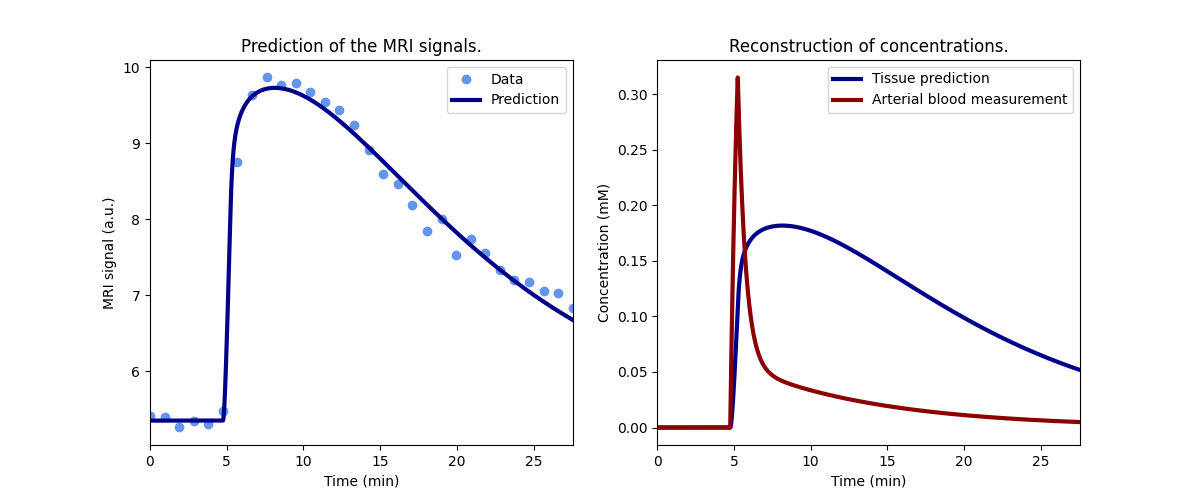 Prediction of the MRI signals.
MRI signal (a.u.)
10
9
8
7
6
Data
Prediction
0
5
10
15
20
25
Time (min)
Reconstruction of concentrations.
Concentration (mM)
0.30
0.25
0.20
0.15
0.10
0.05
0.00
Tissue prediction
Arterial blood measurement
0
5
10
15
20
25
Time (min)